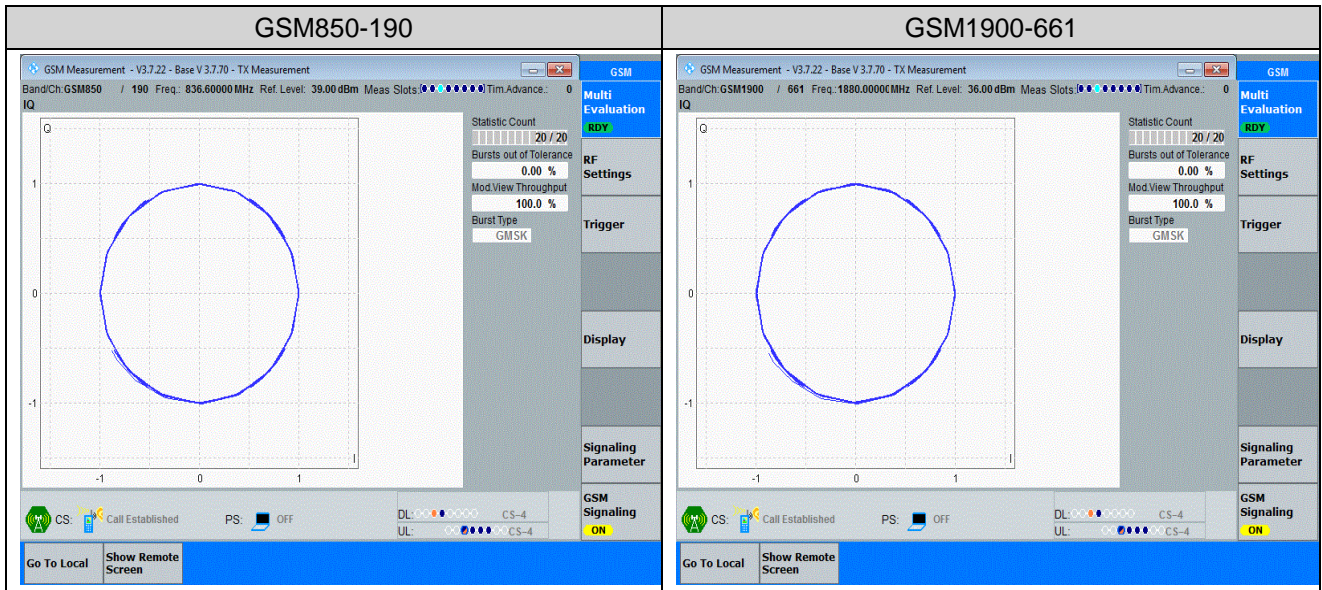 GSM850-190
GSM Measurement - V3.7.22 - Base V 3.7.70 - TX Measurement
GSM
Band/Ch: GSM850 / 190 Freq.: 836.60000 MHz Ref. Level: 39.00 dBm Meas Slots: Tim.Advance.: 0
IQ
Multi
Evaluation
RDY
Q
Statistic Count
20 / 20
Bursts out of Tolerance
0.00 %
Mod.View Throughput
100.0 %
Burst Type
GMSK
RF
Settings
Trigger
Display
Signaling
Parameter
GSM
Signaling
ON
1
0
-1
I
-1 0 1
CS: Call Established PS: OFF
DL: CS-4
UL: CS-4
Go To Local
Show Remote
Screen
GSM1900-661
GSM Measurement - V3.7.22 - Base V 3.7.70 - TX Measurement
GSM
Band/Ch: GSM1900 / 661 Freq.: 1880.0000 MHz Ref. Level: 36.00 dBm Meas Slots: Tim.Advance.: 0
IQ
Multi
Evaluation
RDY
Q
Statistic Count
20 / 20
Bursts out of Tolerance
0.00 %
Mod.View Throughput
100.0 %
Burst Type
GMSK
RF
Settings
Trigger
Display
Signaling
Parameter
GSM
Signaling
ON
1
0
-1
I
-1 0 1
CS: Call Established PS: OFF
DL: CS-4
UL: CS-4
Go To Local
Show Remote
Screen